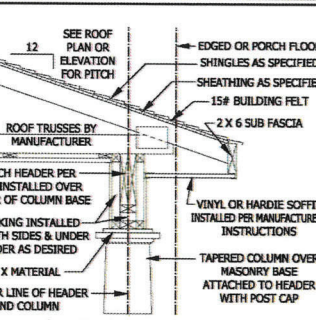 SEE ROOF
PLAN OR
ELEVATION
FOR PITCH
12
EDGED OR PORCH FLOO
SHINGLES AS SPECIFIED
SHEATHING AS SPECIFIE
15# BUILDING FELT
2 X 6 SUB FASCIA
ROOF TRUSSES BY
MANUFACTURER
CH HEADER PER
INSTALLED OVER
R OF COLUMN BASE
VINYL OR HARDIE SOFFI
INSTALLED PER MANUFACTURE
INSTRUCTIONS
KING INSTALLED
TH SIDES & UNDER
DER AS DESIRED
X MATERIAL
R LINE OF HEADER
ND COLUMN
TAPERED COLUMN OVER
MASONRY BASE
ATTACHED TO HEADER
WITH POST CAP